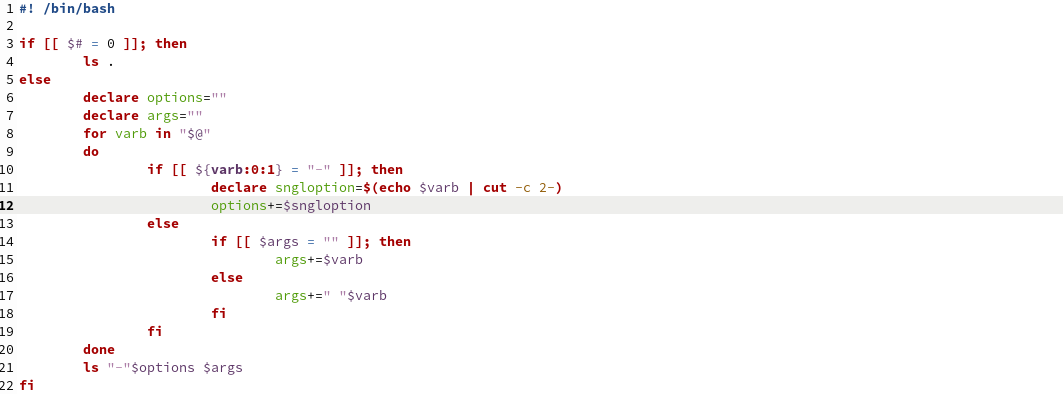 1 #! /bin/bash
2
3 if [[ $# = 0 ]]; then
4         ls .
5 else
6         declare options=""
7         declare args=""
8         for varb in "$@"
9         do
10                 if [[ ${varb:0:1} = "-" ]]; then
11                         declare sngloption=$(echo $varb | cut -c 2-)
12                         options+=$sngloption
13                 else
14                         if [[ $args = "" ]]; then
15                                 args+=$varb
16                         else
17                                 args+=" "$varb
18                         fi
19                 fi
20         done
21         ls "-"$options $args
22 fi